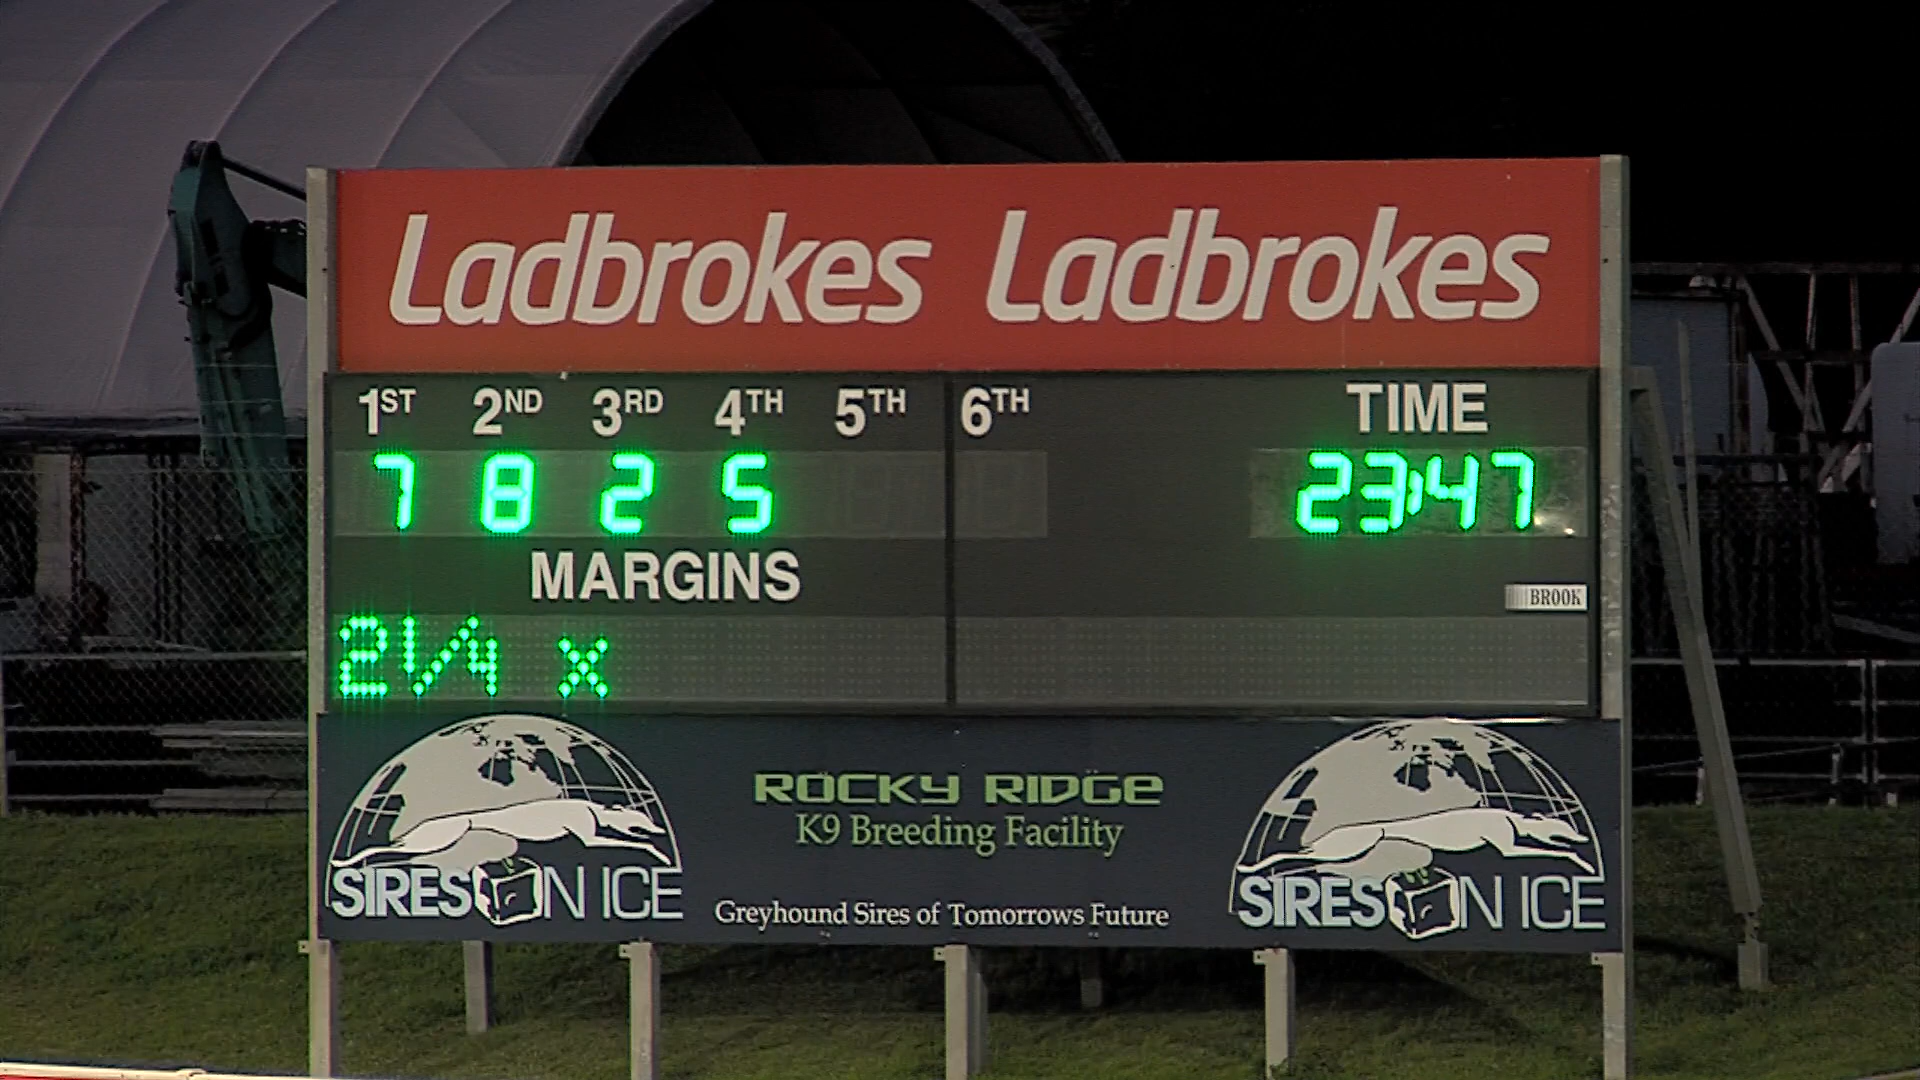 Ladbrokes Ladbrokes
1ST 2ND 3RD 4TH 5TH 6TH TIME
7 8 2 5 23:47
MARGINS
BROOK
2 1/4 x
ROCKY RIDGE
K9 Breeding Facility
SIRES ON ICE
Greyhound Sires of Tomorrows Future
SIRES ON ICE